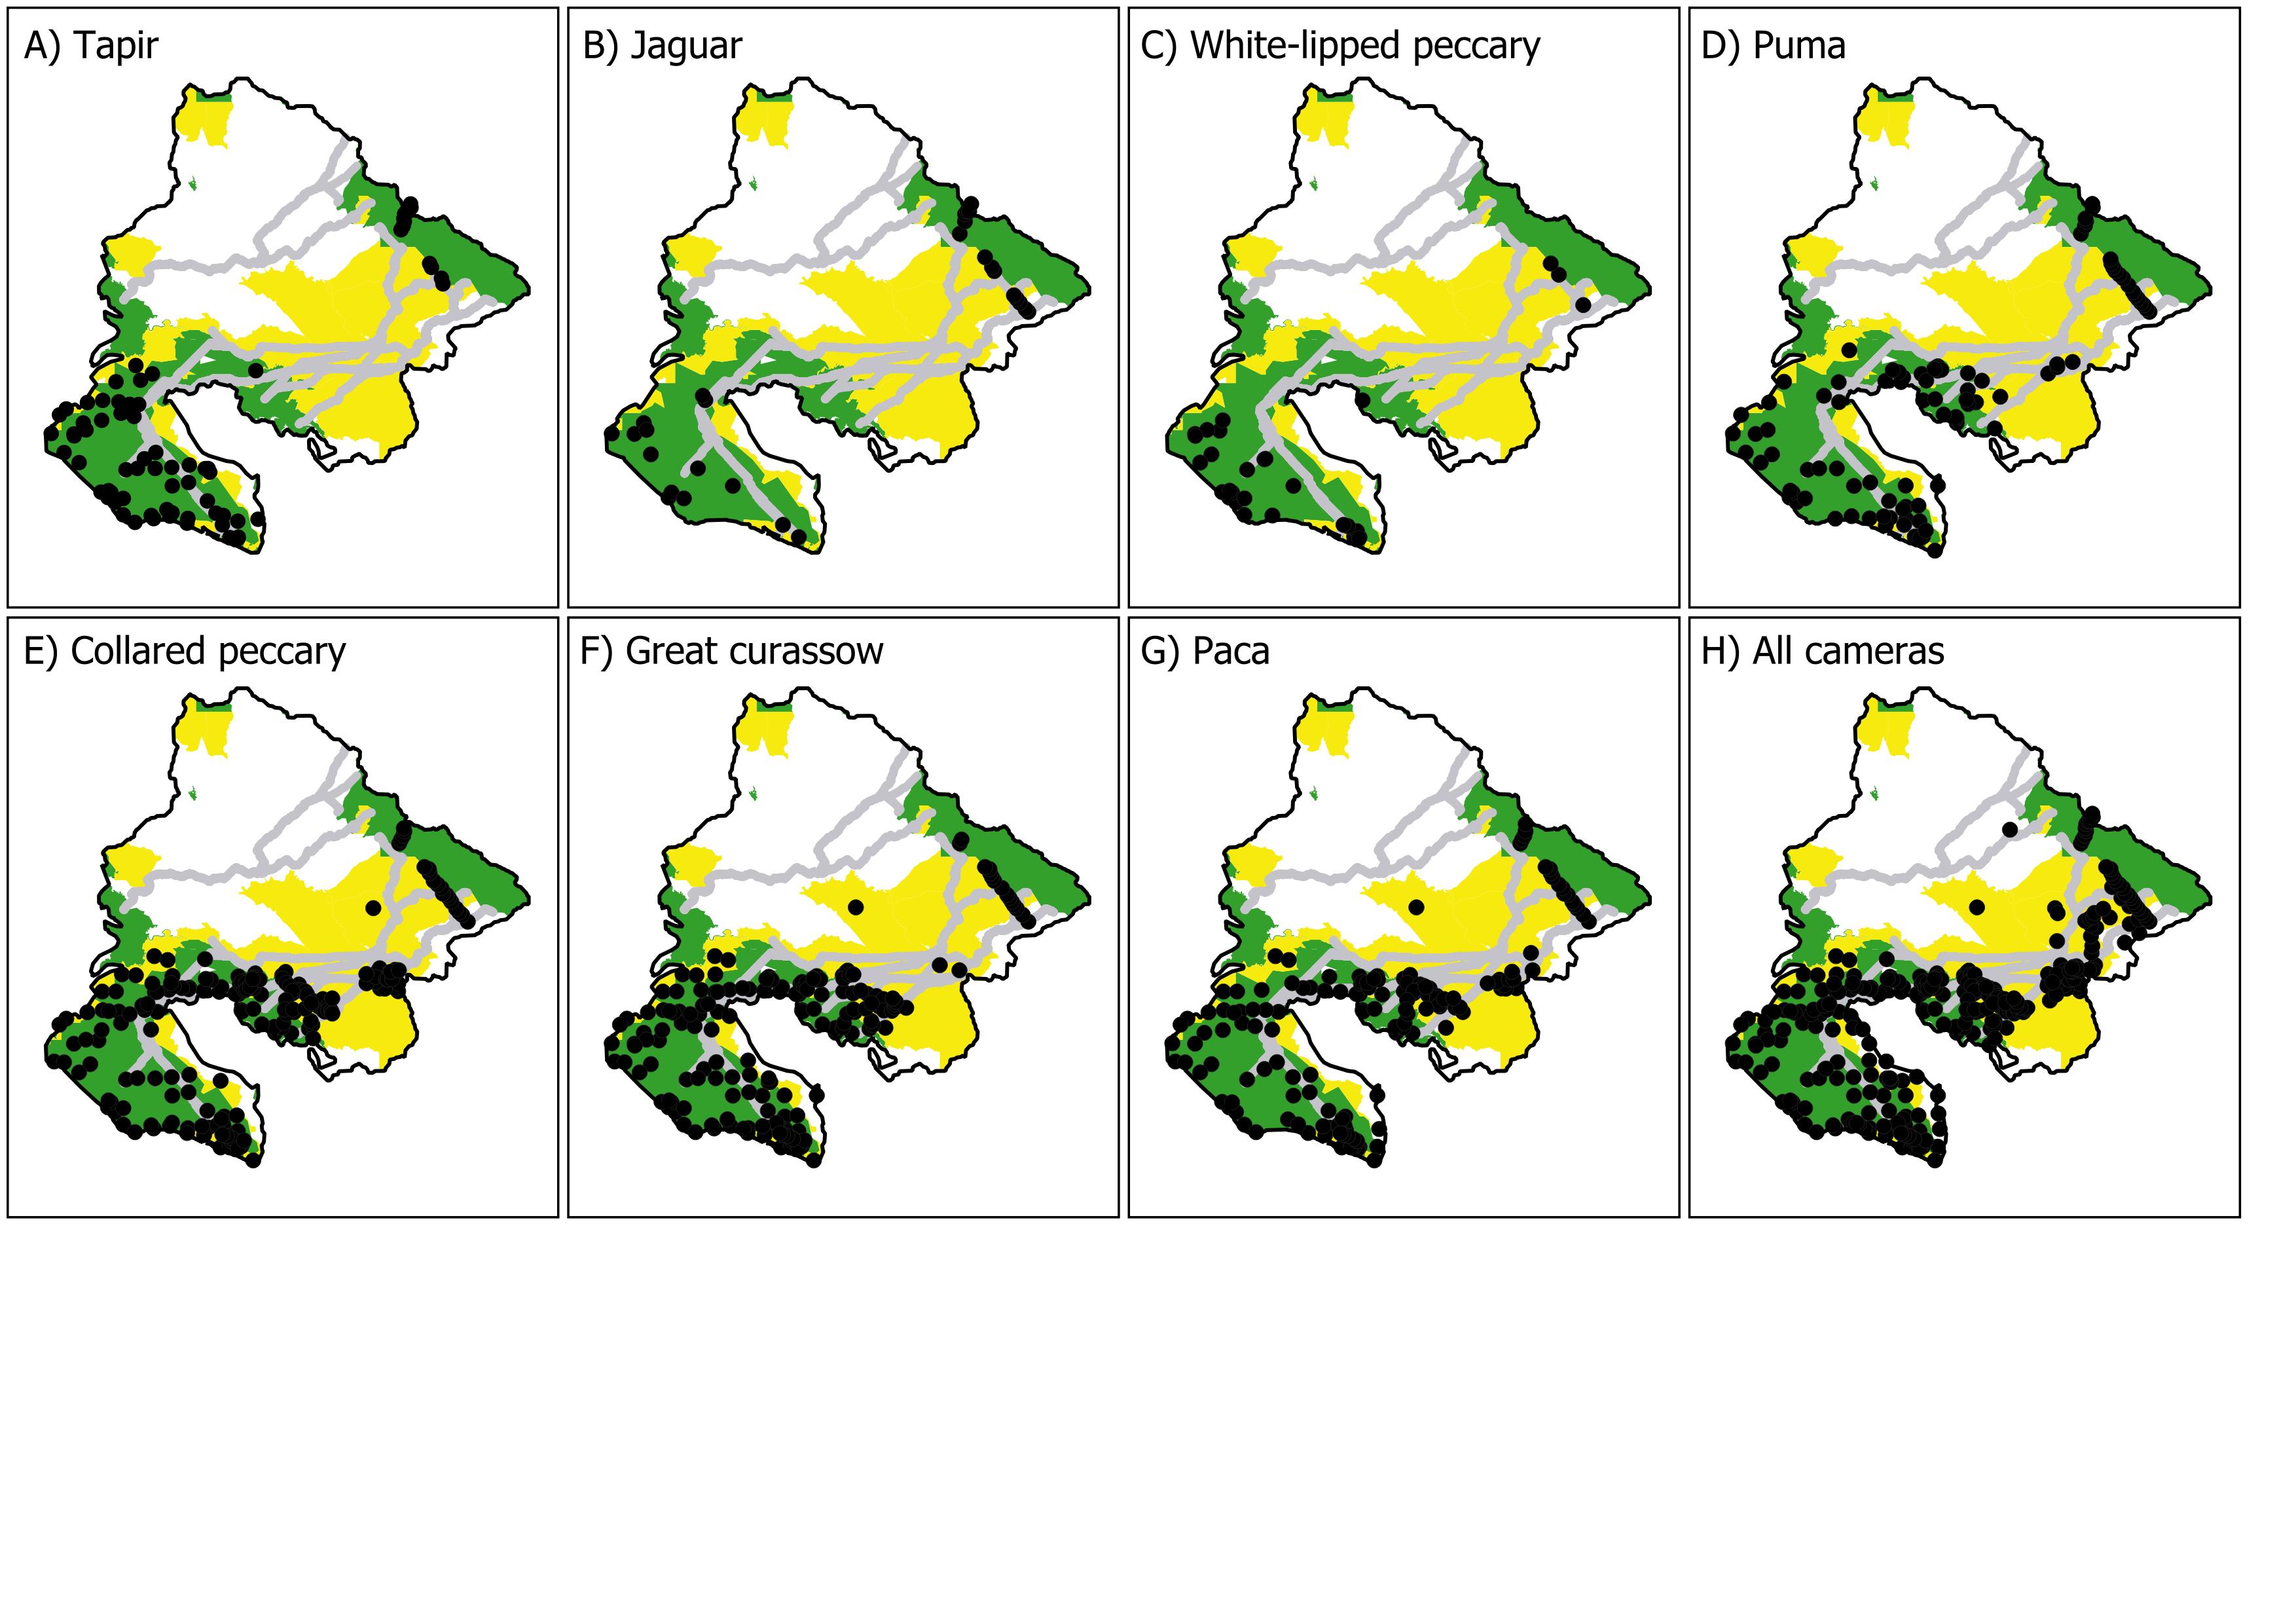 A) Tapir
B) Jaguar
C) White-lipped peccary
D) Puma
E) Collared peccary
F) Great curassow
G) Paca
H) All cameras